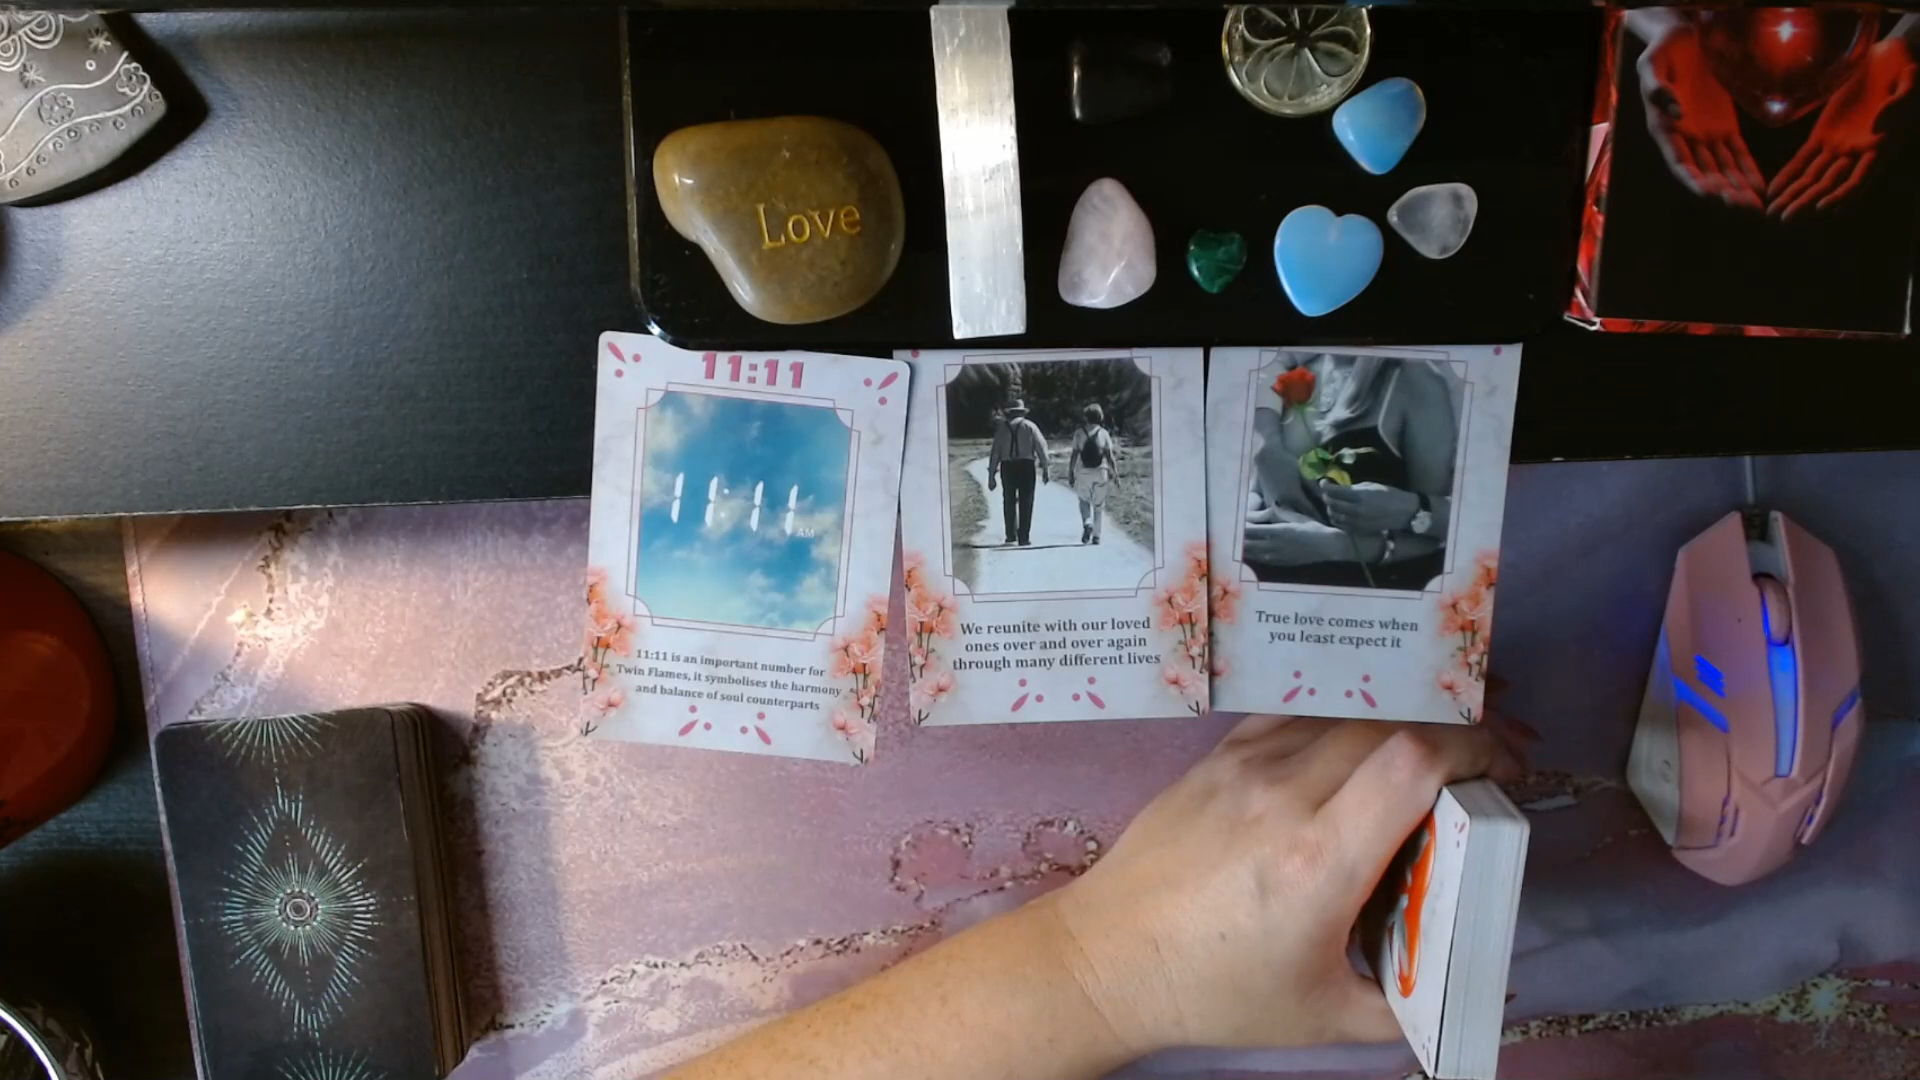 Love
11:11
11:11 AM
11:11 is an important number for
Twin Flames, it symbolises the harmony
and balance of soul counterparts
We reunite with our loved
ones over and over again
through many different lives
True love comes when
you least expect it